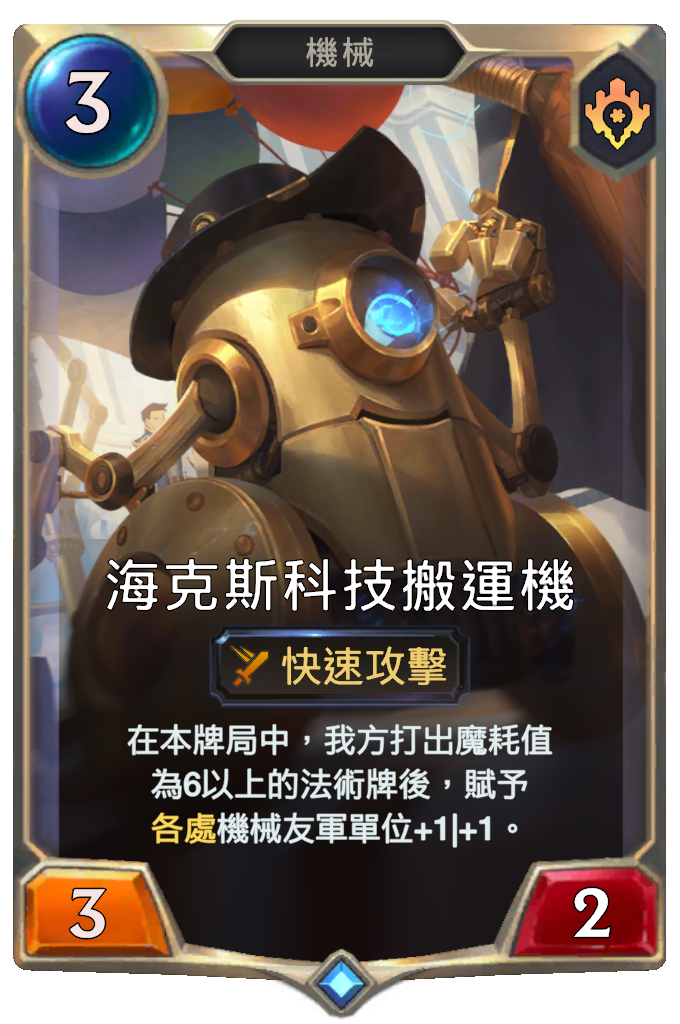 3
機械
海克斯科技搬運機
快速攻擊
在本牌局中，我方打出魔耗值
為6以上的法術牌後，賦予
各處機械友軍單位+1|+1。
3
2